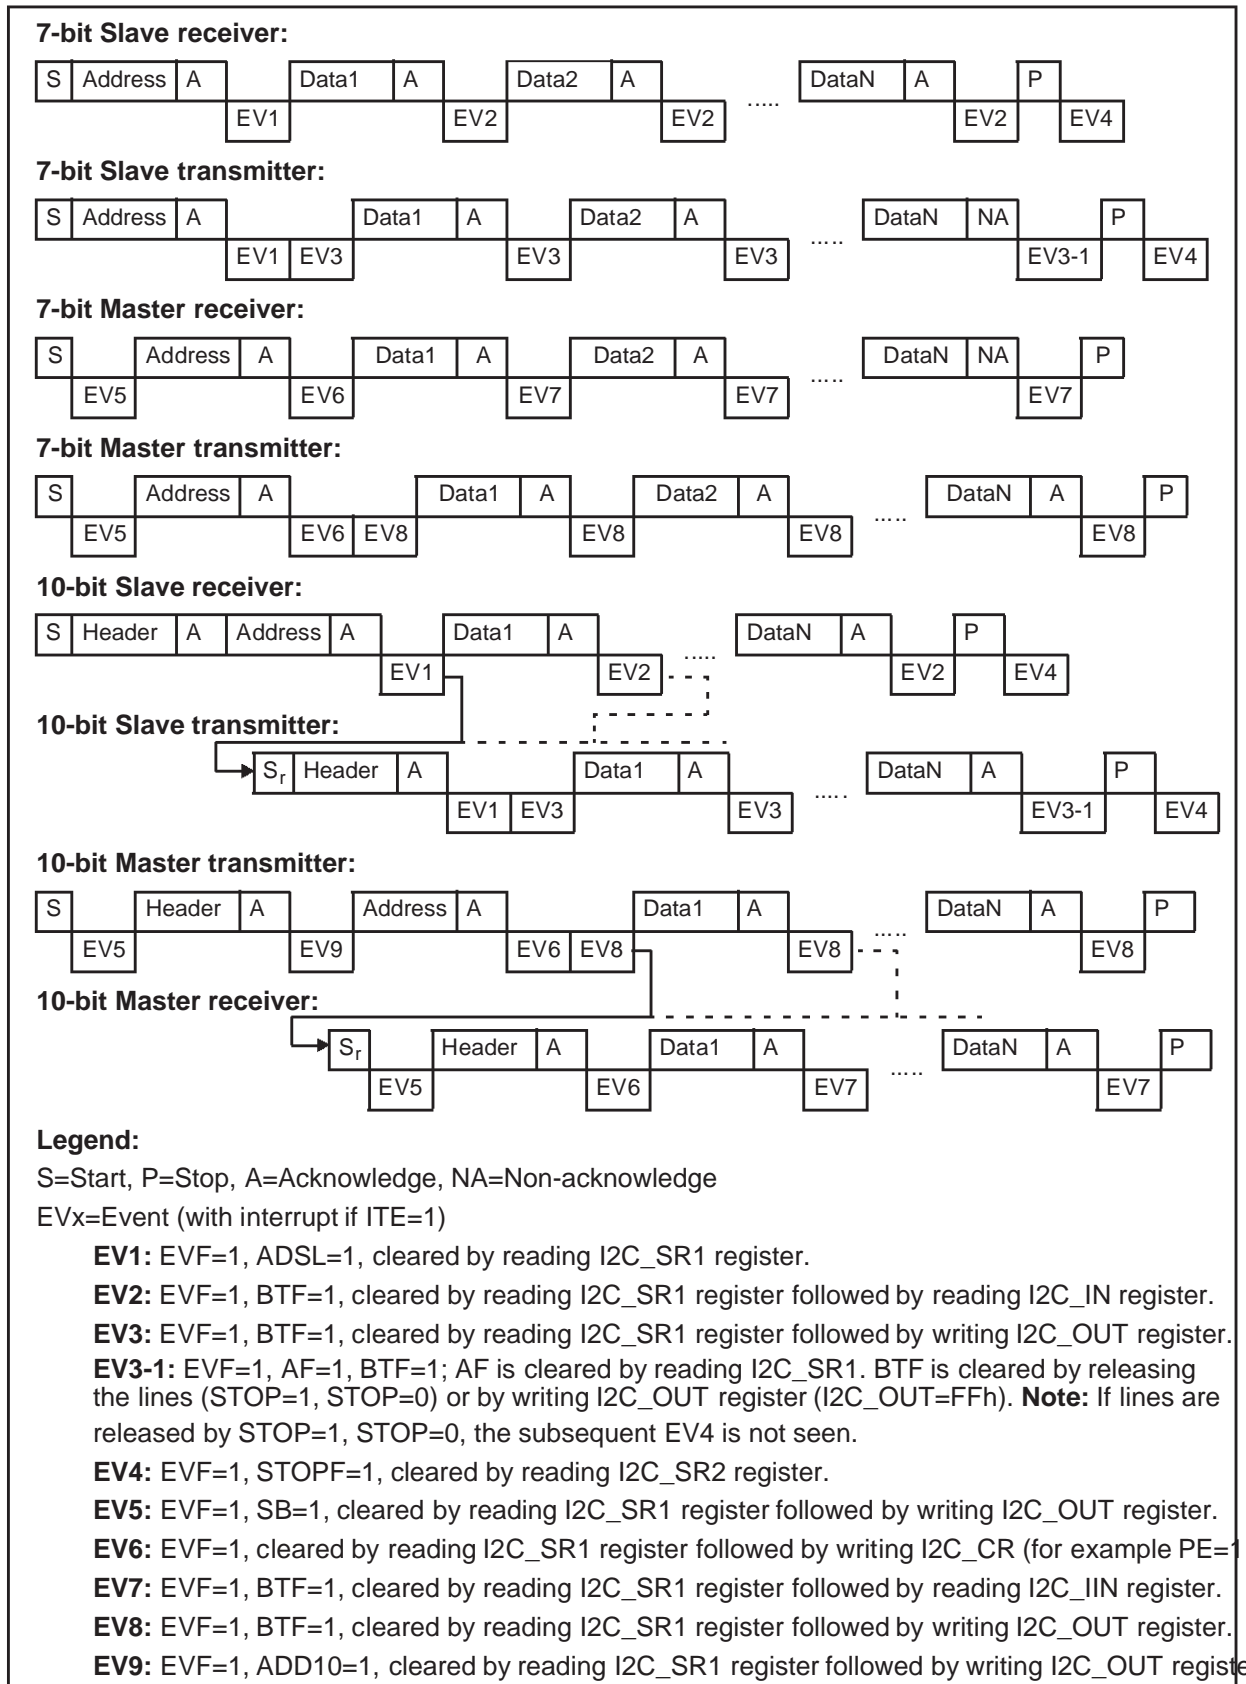 7-bit Slave receiver:
S Address A Data1 A Data2 A ..... DataN A P
EV1 EV2 EV2 EV2 EV4
7-bit Slave transmitter:
S Address A Data1 A Data2 A ..... DataN NA P
EV1 EV3 EV3 EV3 EV3-1 EV4
7-bit Master receiver:
S Address A Data1 A Data2 A ..... DataN NA P
EV5 EV6 EV7 EV7 EV7
7-bit Master transmitter:
S Address A Data1 A Data2 A ..... DataN A P
EV5 EV6 EV8 EV8 EV8 EV8
10-bit Slave receiver:
S Header A Address A Data1 A ..... DataN A P
EV1 EV2 EV2 EV4
10-bit Slave transmitter:
Sr Header A Data1 A ..... DataN A P
EV1 EV3 EV3 EV3-1 EV4
10-bit Master transmitter:
S Header A Address A Data1 A ..... DataN A P
EV5 EV9 EV6 EV8 EV8 EV8
10-bit Master receiver:
Sr Header A Data1 A ..... DataN A P
EV5 EV6 EV7 EV7
Legend:
S=Start, P=Stop, A=Acknowledge, NA=Non-acknowledge
EVx=Event (with interrupt if ITE=1)
EV1: EVF=1, ADSL=1, cleared by reading I2C_SR1 register.
EV2: EVF=1, BTF=1, cleared by reading I2C_SR1 register followed by reading I2C_IN register.
EV3: EVF=1, BTF=1, cleared by reading I2C_SR1 register followed by writing I2C_OUT register.
EV3-1: EVF=1, AF=1, BTF=1; AF is cleared by reading I2C_SR1. BTF is cleared by releasing
the lines (STOP=1, STOP=0) or by writing I2C_OUT register (I2C_OUT=FFh). Note: If lines are
released by STOP=1, STOP=0, the subsequent EV4 is not seen.
EV4: EVF=1, STOPF=1, cleared by reading I2C_SR2 register.
EV5: EVF=1, SB=1, cleared by reading I2C_SR1 register followed by writing I2C_OUT register.
EV6: EVF=1, cleared by reading I2C_SR1 register followed by writing I2C_CR (for example PE=1
EV7: EVF=1, BTF=1, cleared by reading I2C_SR1 register followed by reading I2C_IIN register.
EV8: EVF=1, BTF=1, cleared by reading I2C_SR1 register followed by writing I2C_OUT register.
EV9: EVF=1, ADD10=1, cleared by reading I2C_SR1 register followed by writing I2C_OUT registe